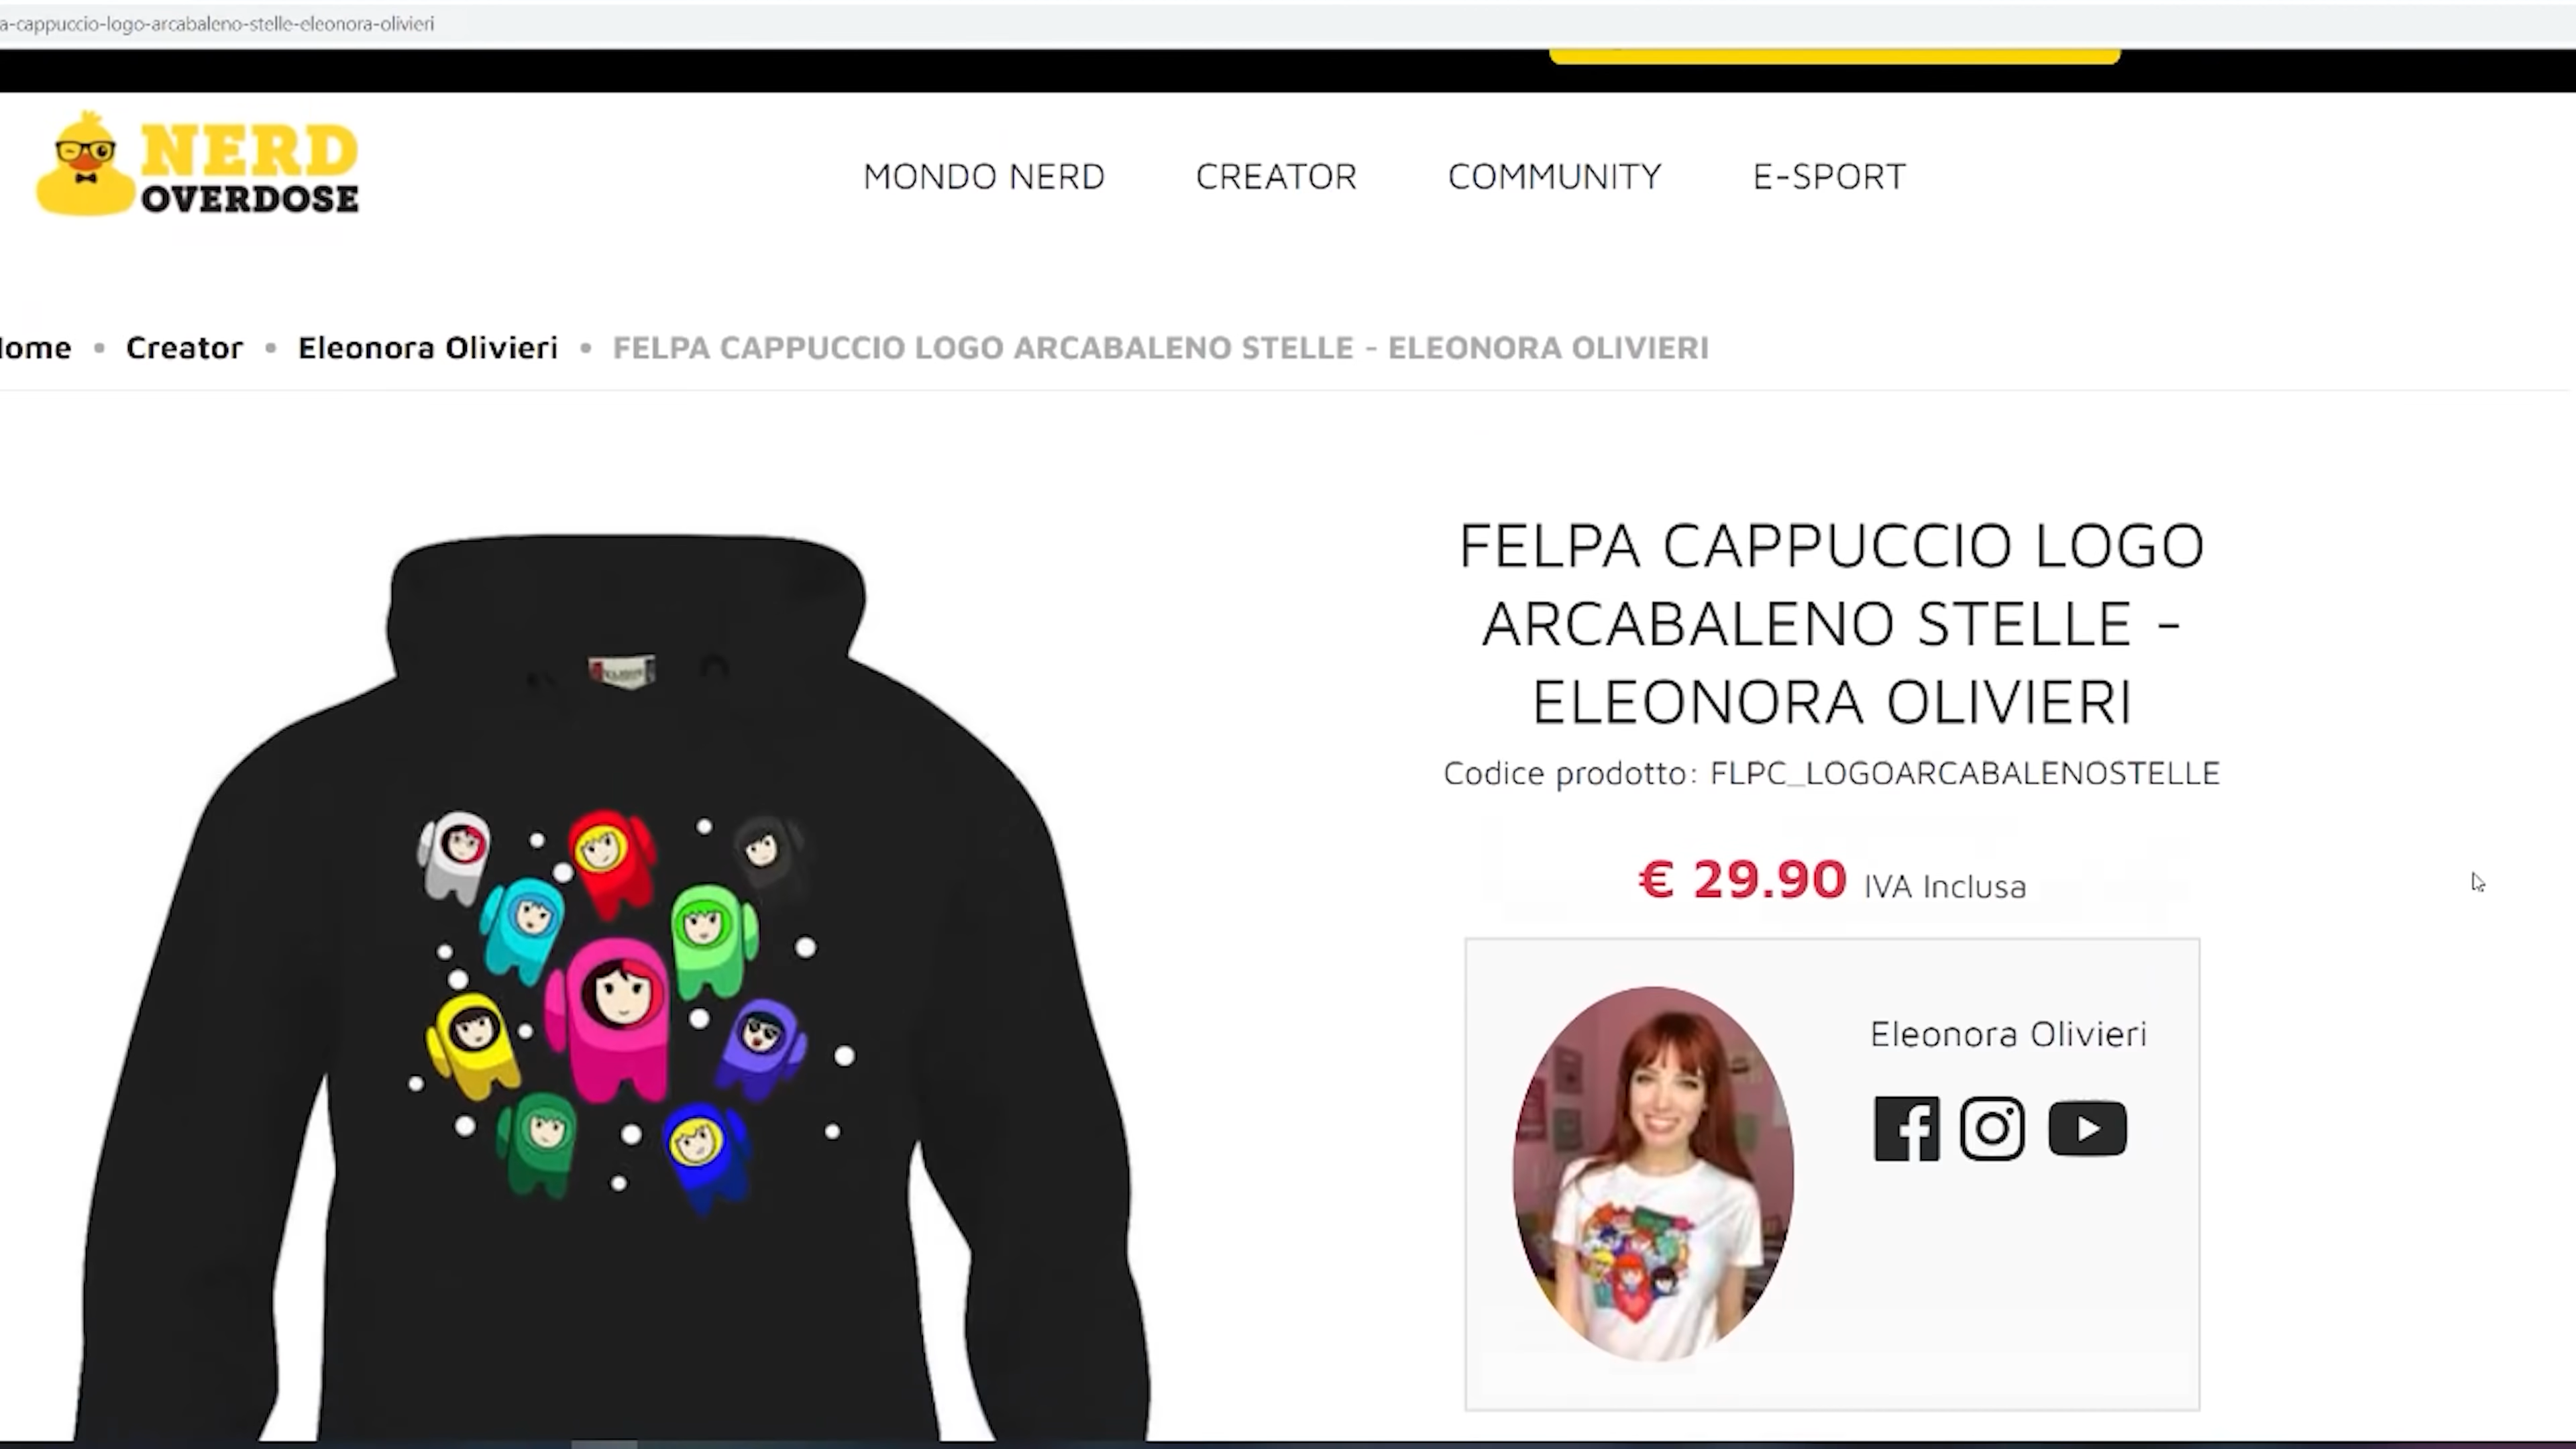 a-cappuccio-logo-arcabaleno-stelle-eleonora-olivieri
NERD
OVERDOSE
MONDO NERD CREATOR COMMUNITY E-SPORT
ome • Creator • Eleonora Olivieri • FELPA CAPPUCCIO LOGO ARCABALENO STELLE - ELEONORA OLIVIERI
FELPA CAPPUCCIO LOGO
ARCABALENO STELLE -
ELEONORA OLIVIERI
Codice prodotto: FLPC_LOGOARCABALENOSTELLE
€ 29.90 IVA Inclusa
Eleonora Olivieri